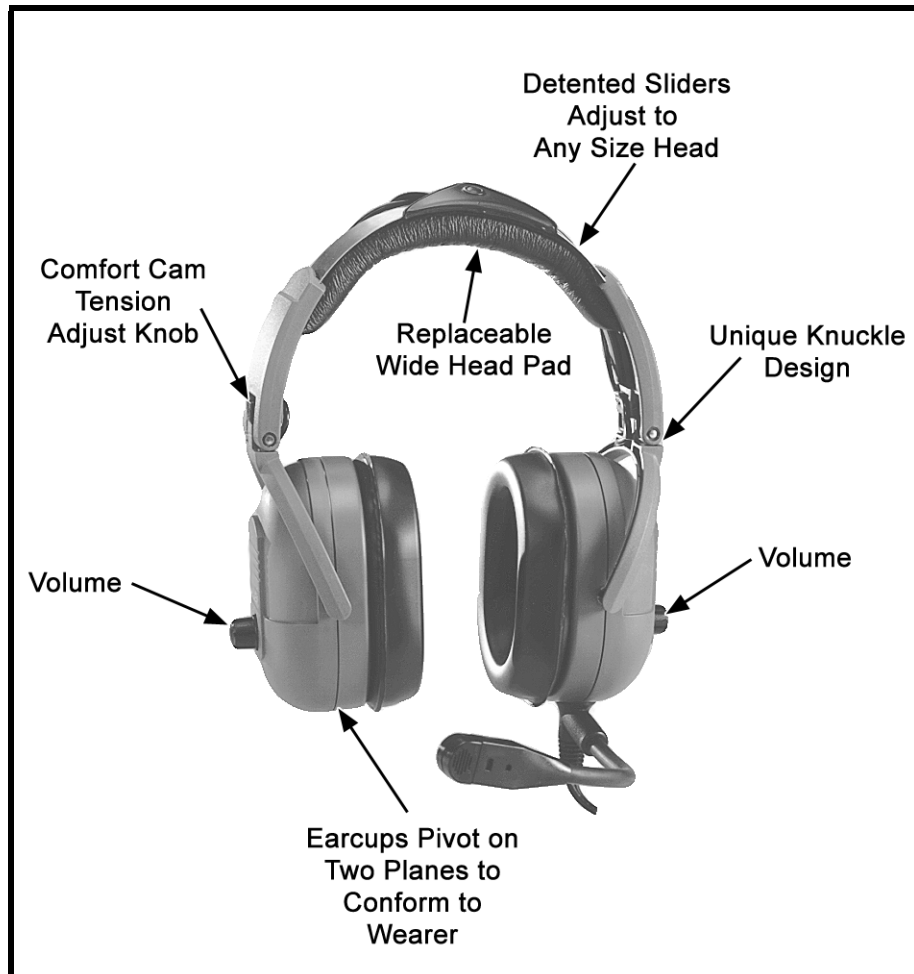 Detented Sliders
Adjust to
Any Size Head
Comfort Cam
Tension
Adjust Knob
Replaceable
Wide Head Pad
Unique Knuckle
Design
Volume
Volume
Earcups Pivot on
Two Planes to
Conform to
Wearer